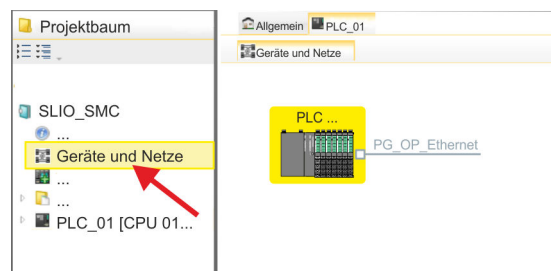 Projektbaum
SLIO_SMC
...
Geräte und Netze
...
...
PLC_01 [CPU 01...
Allgemein PLC_01
Geräte und Netze
PLC ...
PG_OP_Ethernet